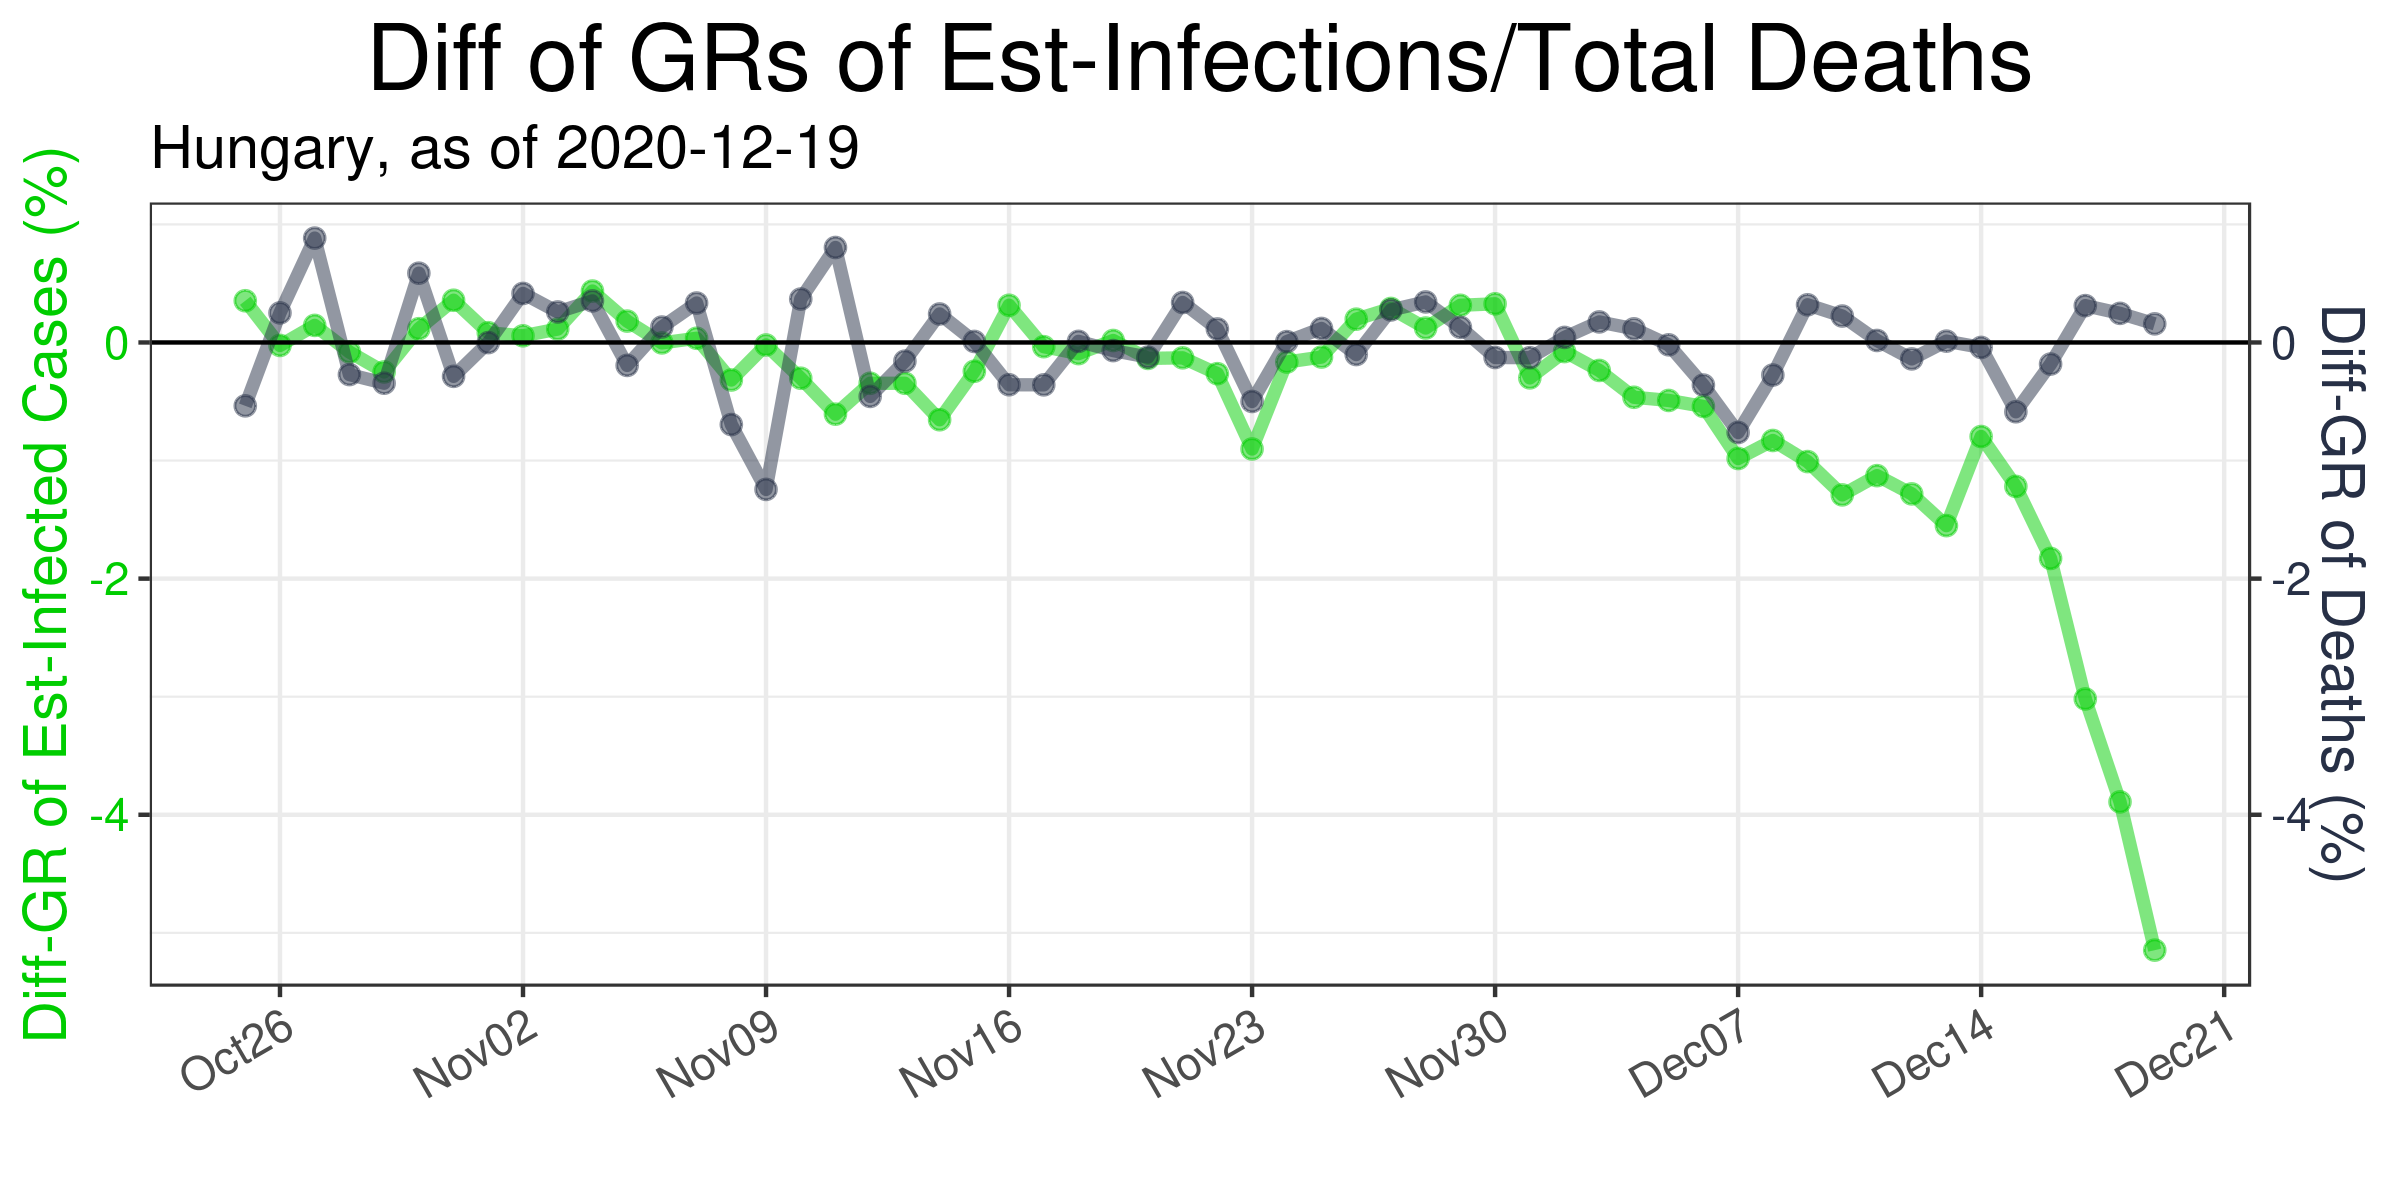 Diff of GRs of Est-Infections/Total Deaths
Hungary, as of 2020-12-19
Diff-GR of Est-Infected Cases (%)
0
-2
-4
0
-2
-4
Diff-GR of Deaths (%)
Oct26
Nov02
Nov09
Nov16
Nov23
Nov30
Dec07
Dec14
Dec21